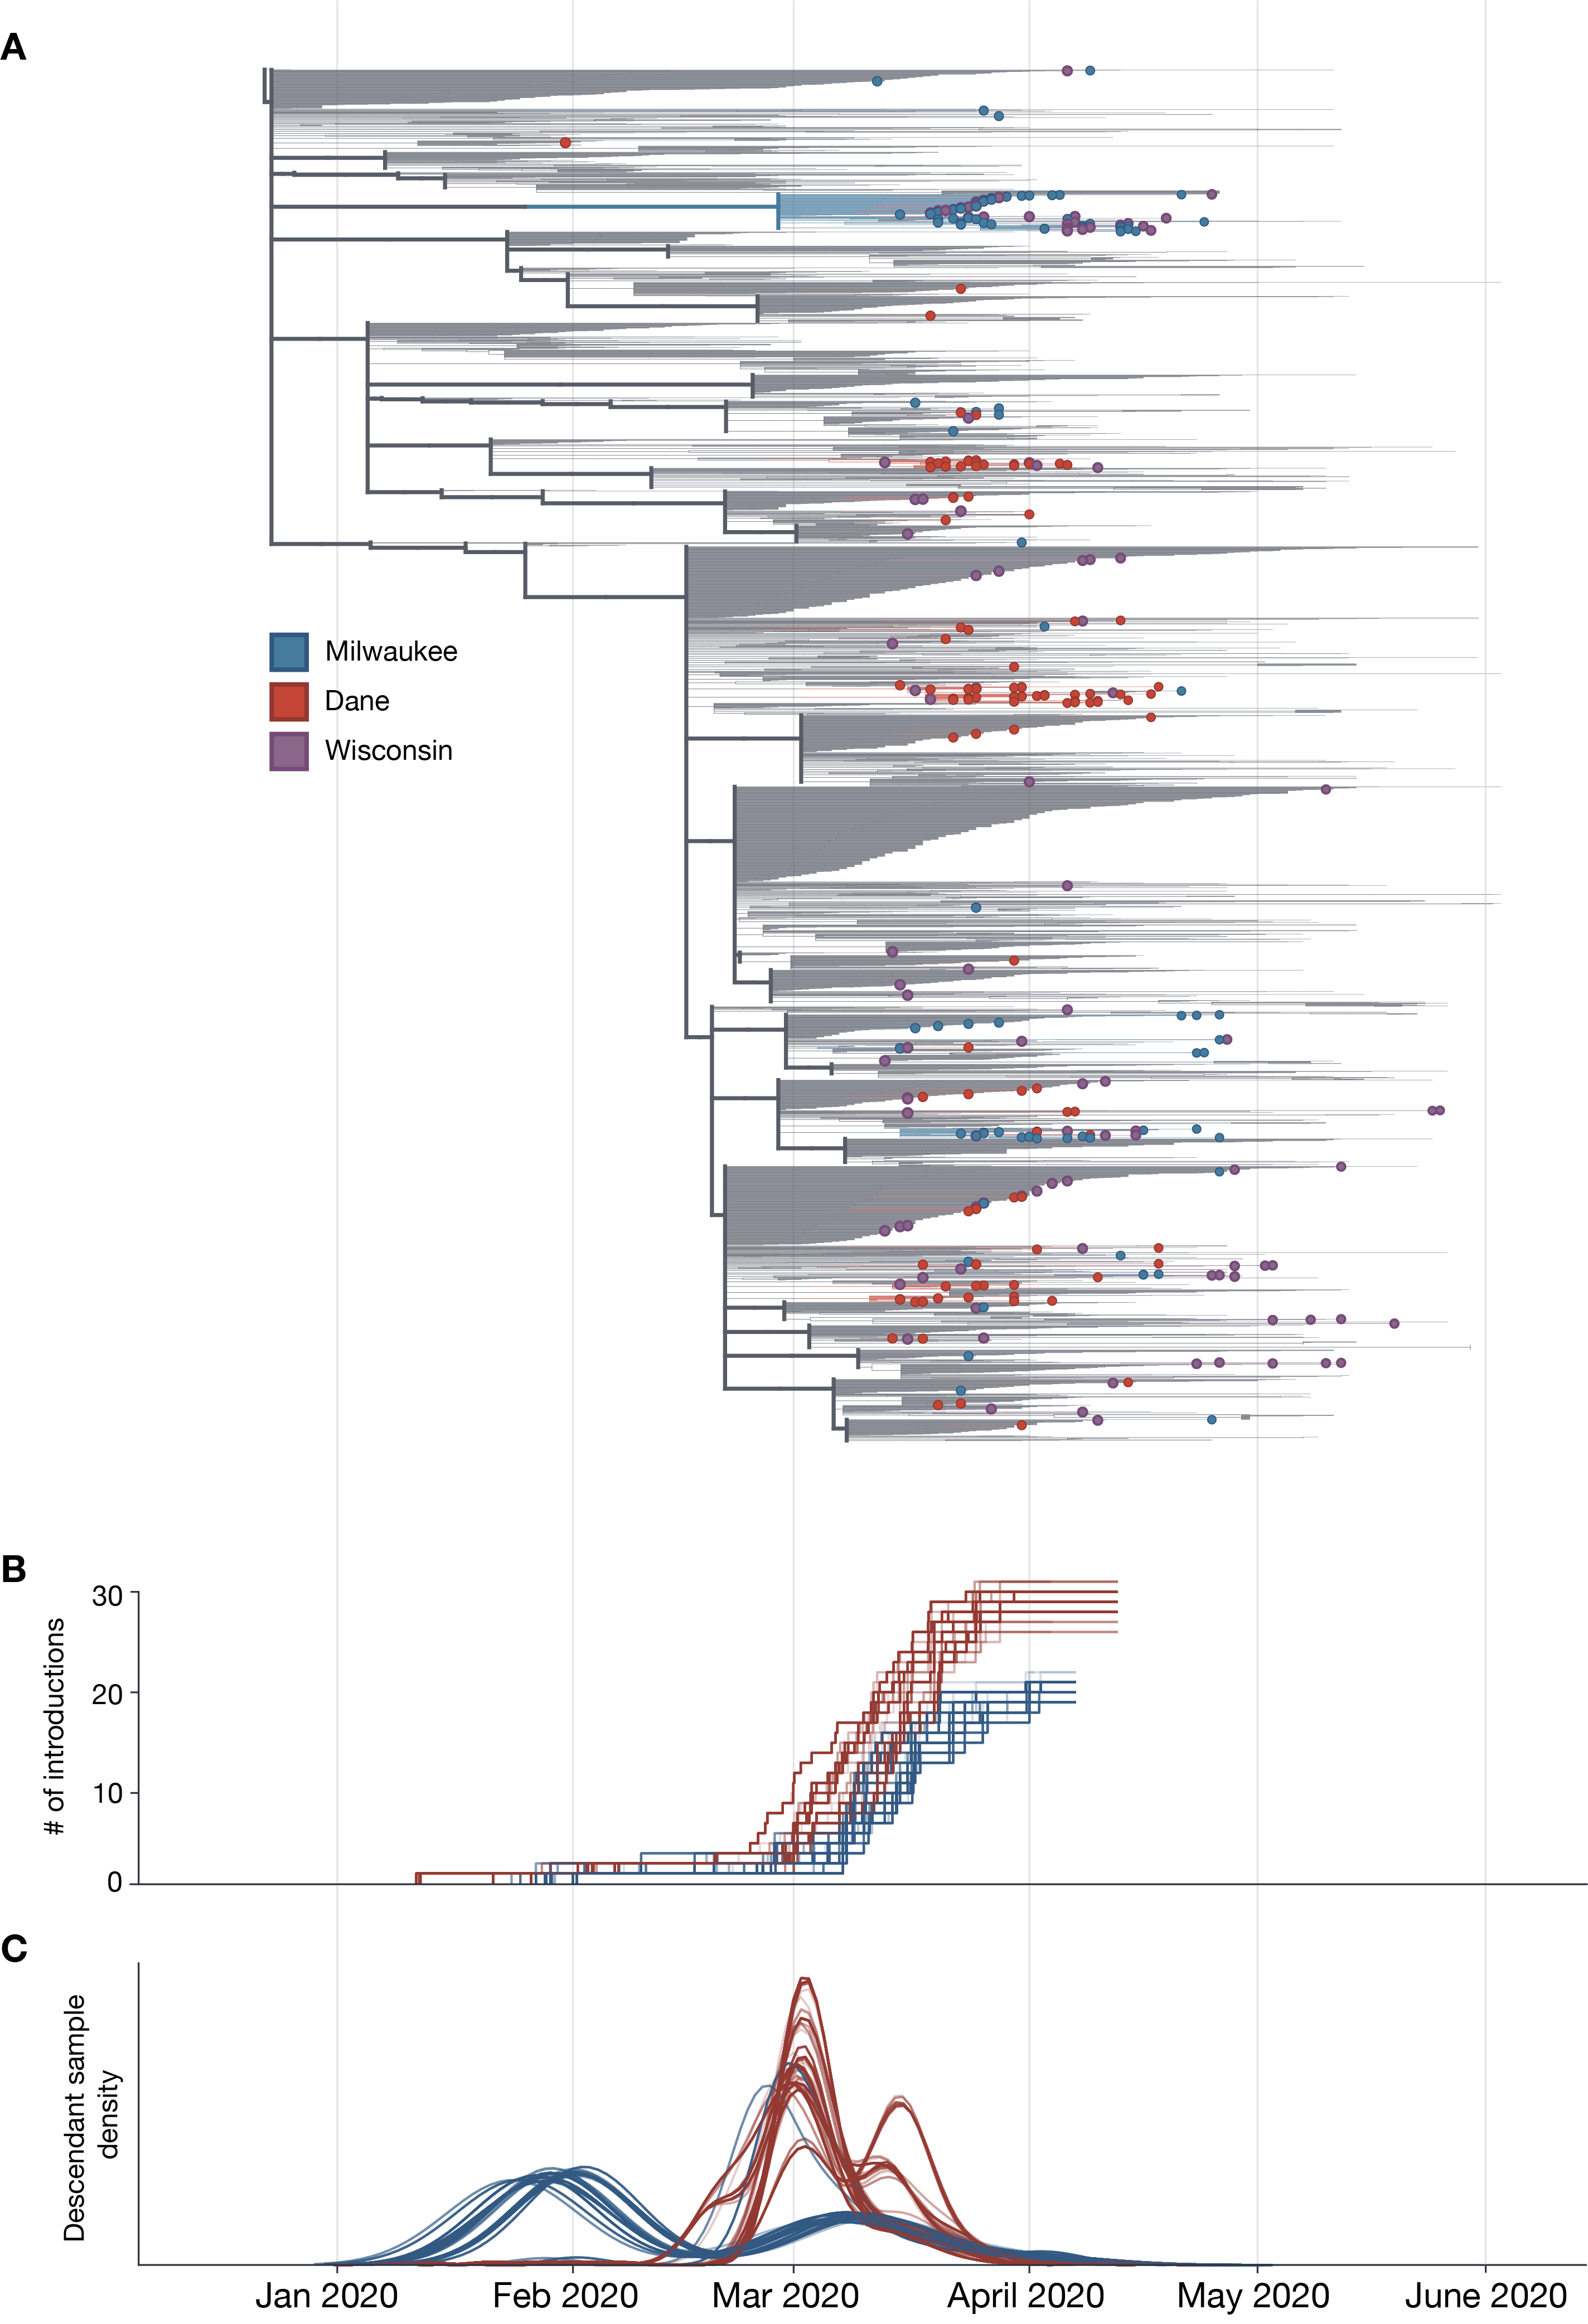 A
Milwaukee
Dane
Wisconsin
B
# of introductions
30
20
10
0
C
Descendant sample
density
Jan 2020
Feb 2020
Mar 2020
April 2020
May 2020
June 2020